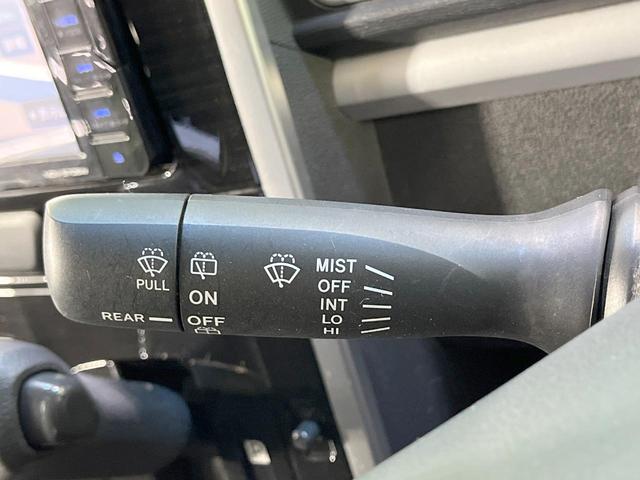 PULL
REAR
ON
OFF
MIST
OFF
INT
LO
HI